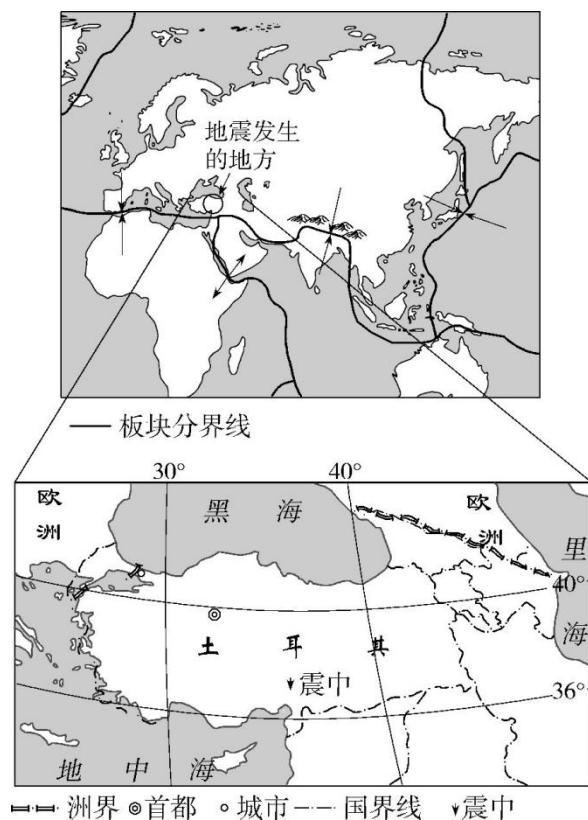 地震发生
的地方
板块分界线
30°
40°
欧
洲
黑海
欧
洲
里
海
40°
土耳其
震中
36°
地中海
洲界 首都 城市 国界线 震中